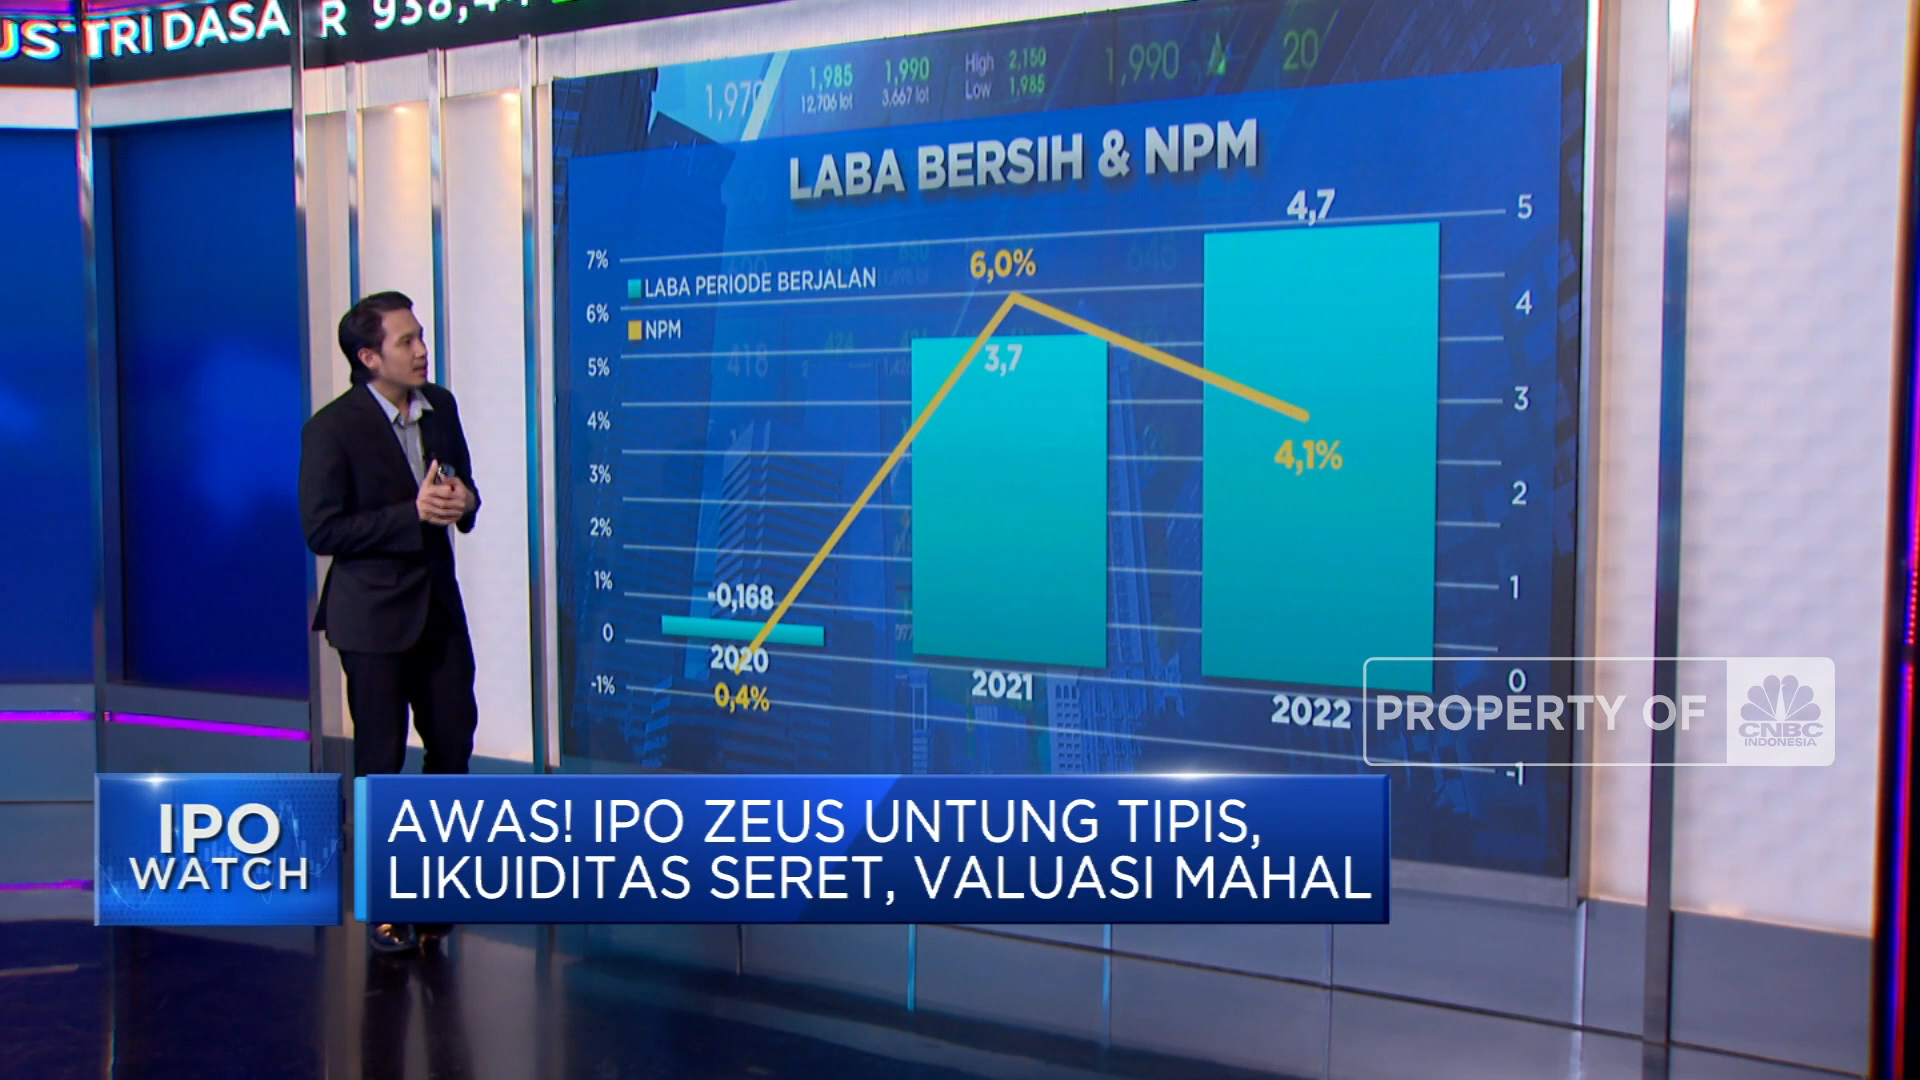 TRI DASA R 938,
1,985 1,990 High 2,150 1,990 20
12,706 lot 3,667 lot Low 1,985
LABA BERSIH & NPM
4,7
5
7%
6,0%
LABA PERIODE BERJALAN
4
6%
NPM
5%
3,7
3
4%
4,1%
3%
2
2%
1%
-0,168
1
0
2020
-1%
0,4%
2021
2022
0
-1
PROPERTY OF
CNBC
INDONESIA
IPO
WATCH
AWAS! IPO ZEUS UNTUNG TIPIS,
LIKUIDITAS SERET, VALUASI MAHAL